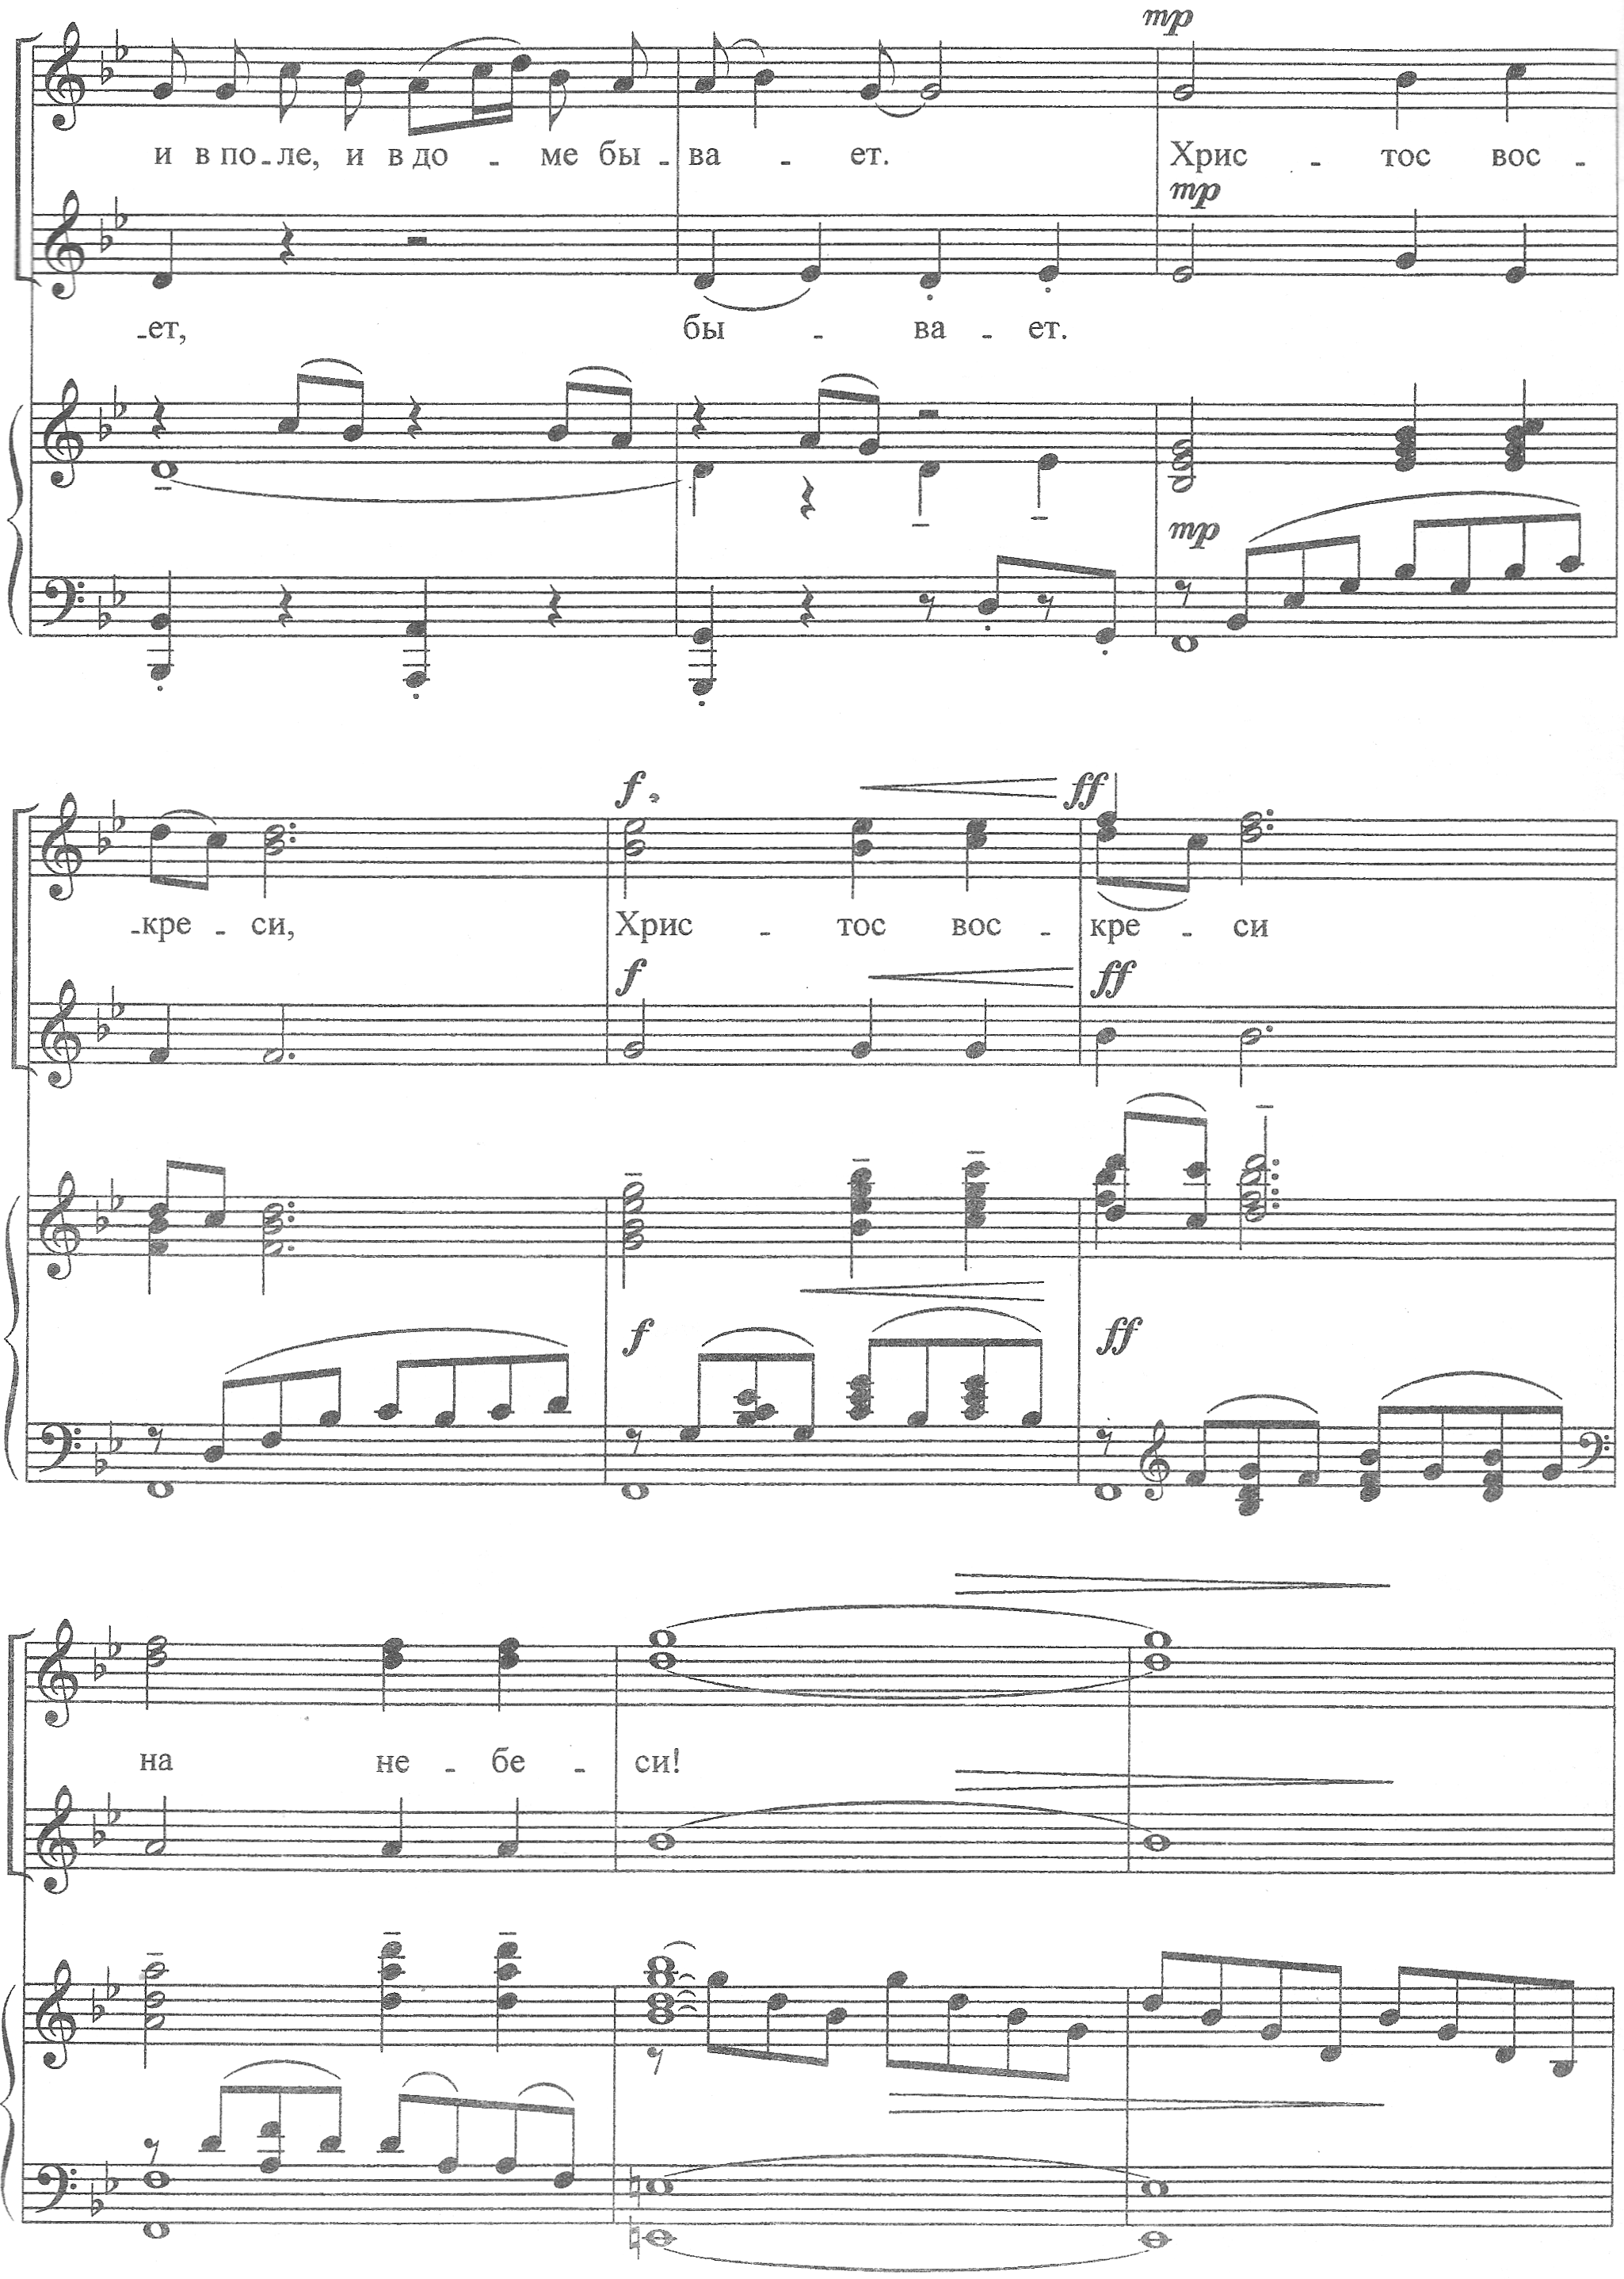 mp
и в по - ле, и в до - ме бы - ва - ет. Хрис - тос вос -
mp
- ет, бы - ва - ет.
mp
f ff
- кре - си, Хрис - тос вос - кре - си
f ff
f ff
на не - бе - си!